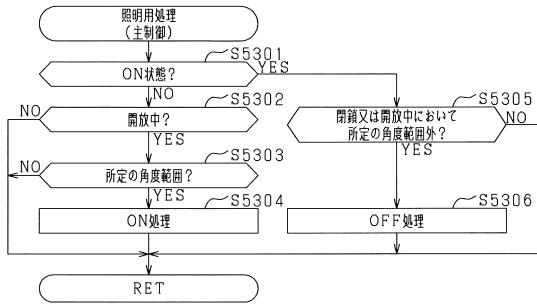 照明用処理
(主制御)
S5301
ON状態?
YES
NO
S5302
開放中?
NO
YES
S5303
所定の角度範囲?
NO
YES
S5304
ON処理
S5305
閉鎖又は開放中において
所定の角度範囲外?
NO
YES
S5306
OFF処理
RET